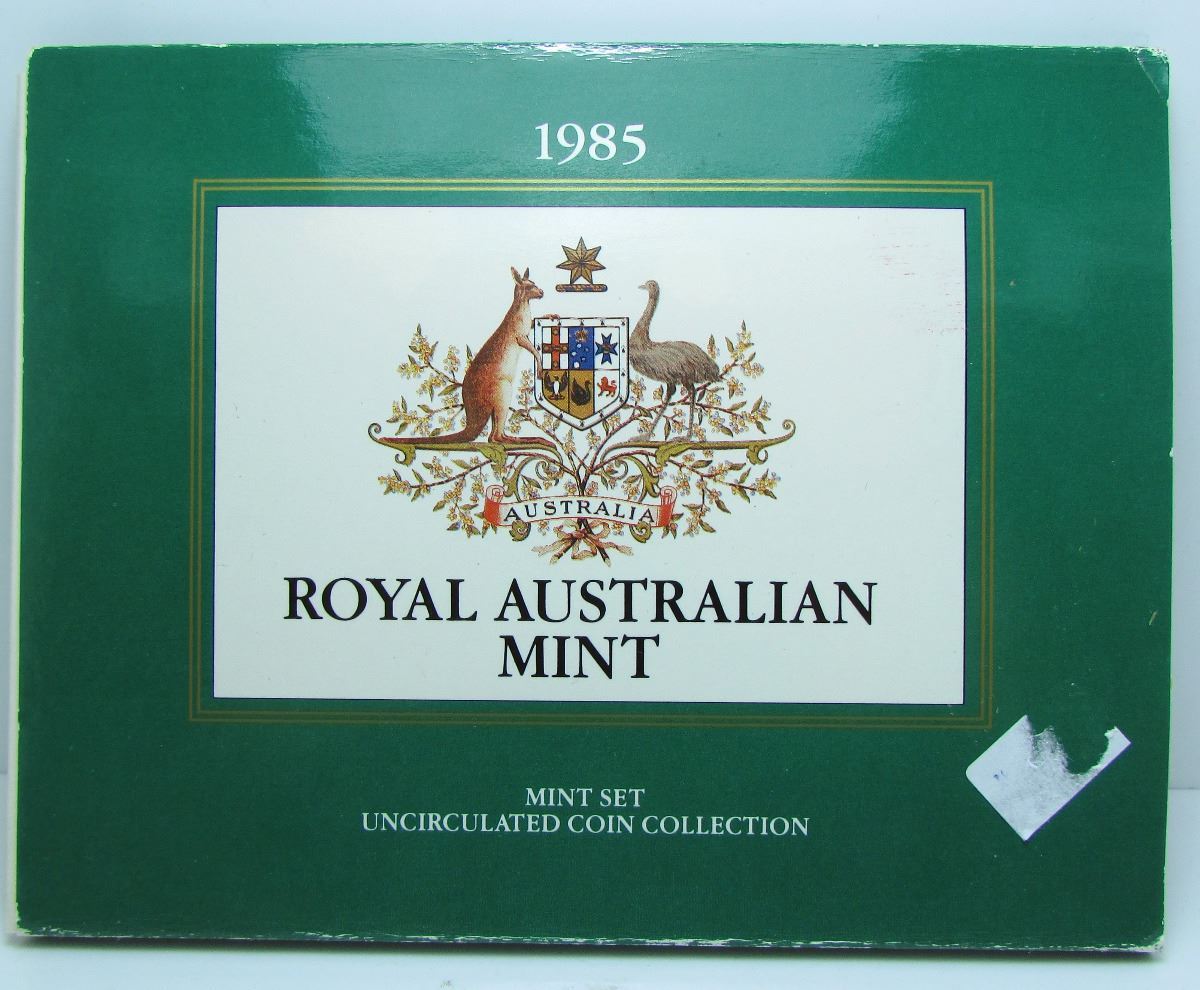 1985
AUSTRALIA
ROYAL AUSTRALIAN
MINT
MINT SET
UNCIRCULATED COIN COLLECTION